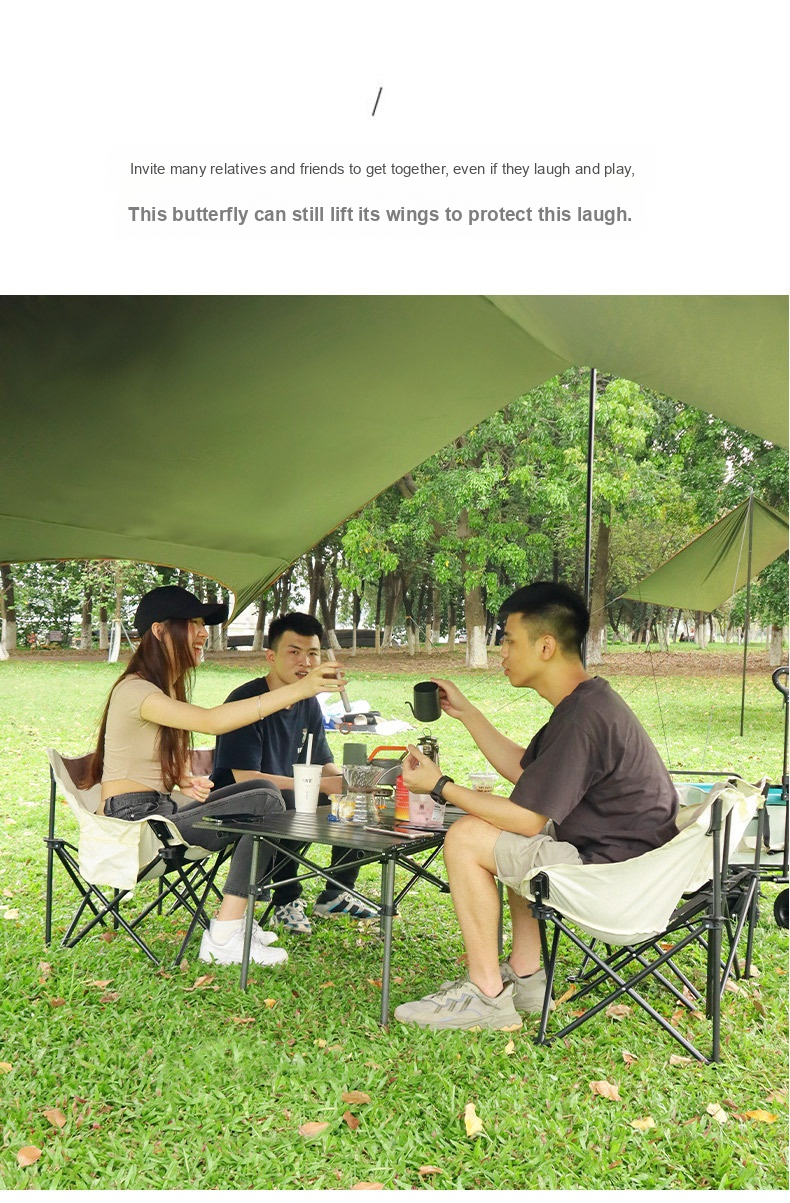 Invite many relatives and friends to get together, even if they laugh and play,
This butterfly can still lift its wings to protect this laugh.